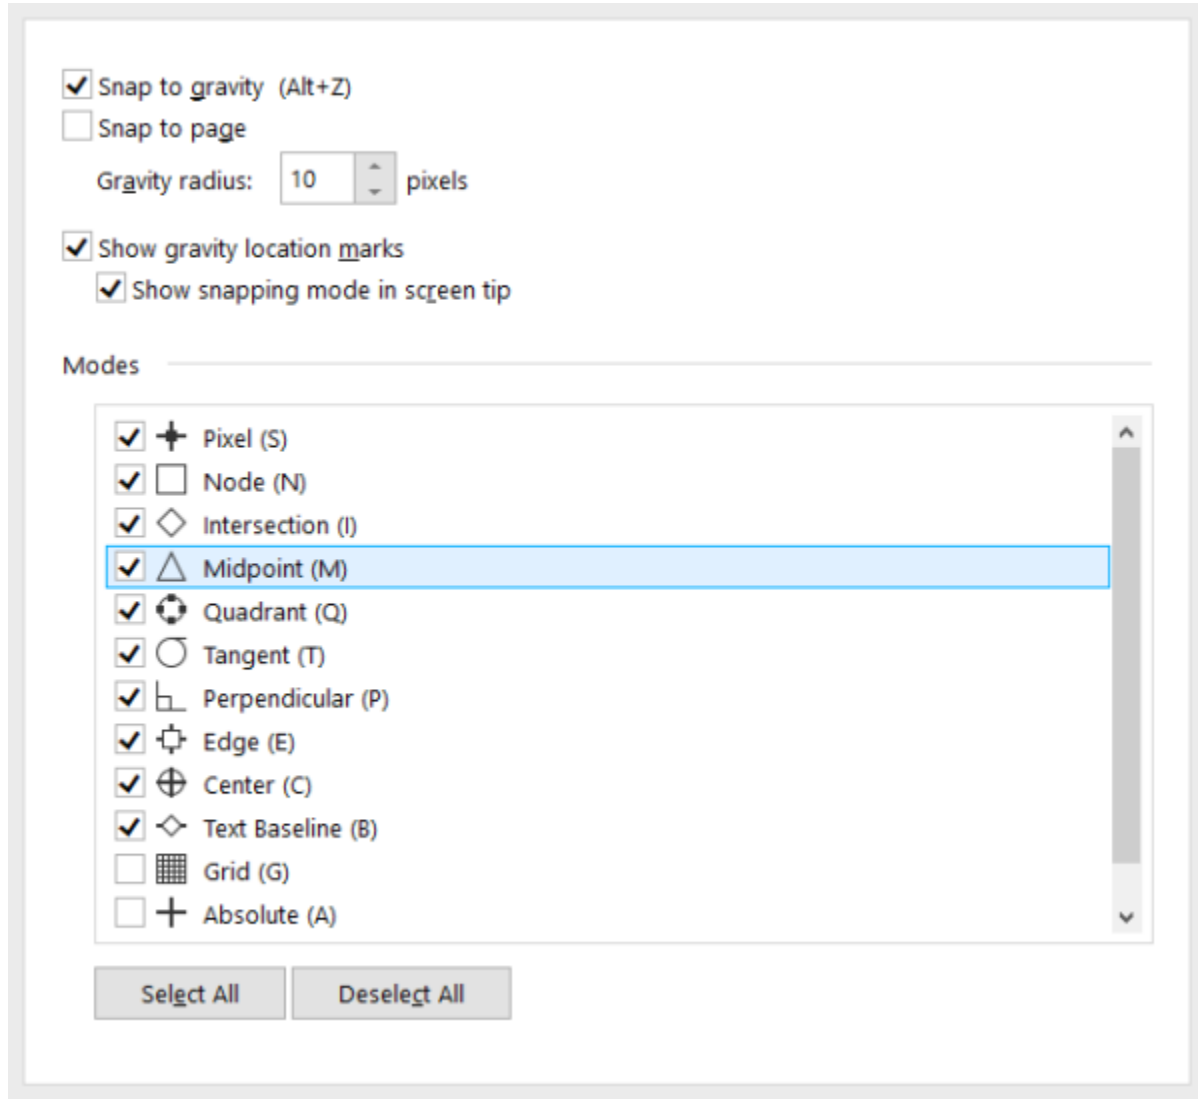 Snap to gravity (Alt+Z)
Snap to page
Gravity radius: 10 pixels
Show gravity location marks
Show snapping mode in screen tip
Modes
Pixel (S)
Node (N)
Intersection (I)
Midpoint (M)
Quadrant (Q)
Tangent (T)
Perpendicular (P)
Edge (E)
Center (C)
Text Baseline (B)
Grid (G)
Absolute (A)
Select All Deselect All